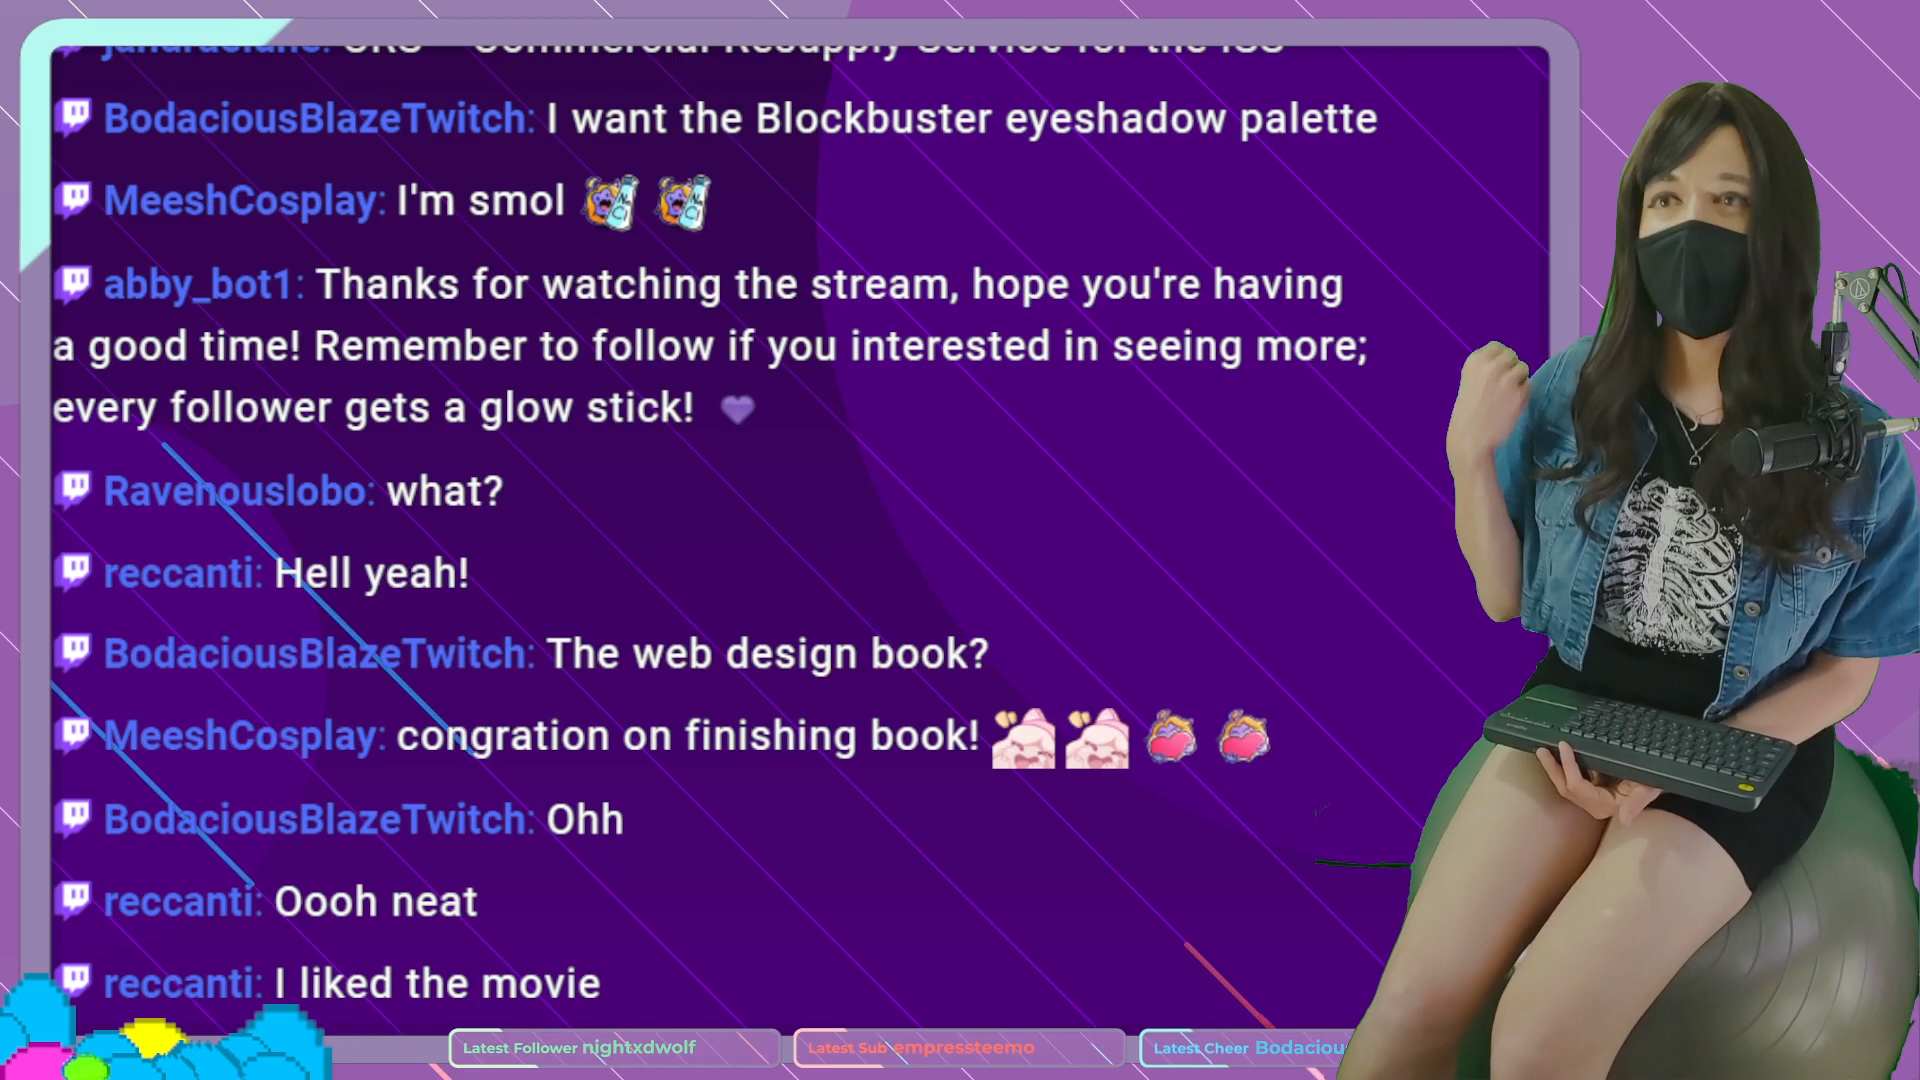 BodaciousBlazeTwitch: I want the Blockbuster eyeshadow palette
MeeshCosplay: I'm smol
abby_bot1: Thanks for watching the stream, hope you're having
a good time! Remember to follow if you interested in seeing more;
every follower gets a glow stick!
Ravenouslobo: what?
reccanti: Hell yeah!
BodaciousBlazeTwitch: The web design book?
MeeshCosplay: congration on finishing book!
BodaciousBlazeTwitch: Ohh
reccanti: Oooh neat
reccanti: I liked the movie
Latest Follower nightxdwolf
Latest Sub empressteemo
Latest Cheer Bodaciou